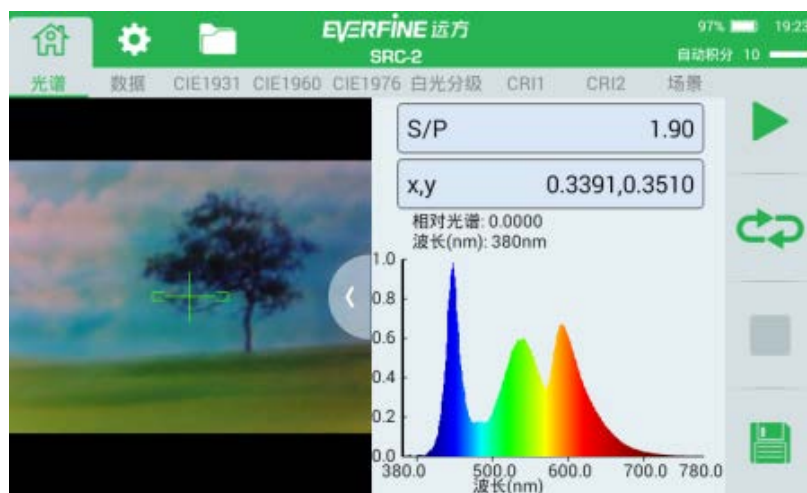 EVERFINE 远方
SRC-2
97%
19:23
自动积分 10
光谱
数据
CIE1931
CIE1960
CIE1976
白光分级
CRI1
CRI2
场景
S/P 1.90
x,y 0.3391,0.3510
相对光谱: 0.0000
波长(nm): 380nm
1.0
0.8
0.6
0.4
0.2
0.0
380.0 500.0 600.0 700.0 780.0
波长(nm)